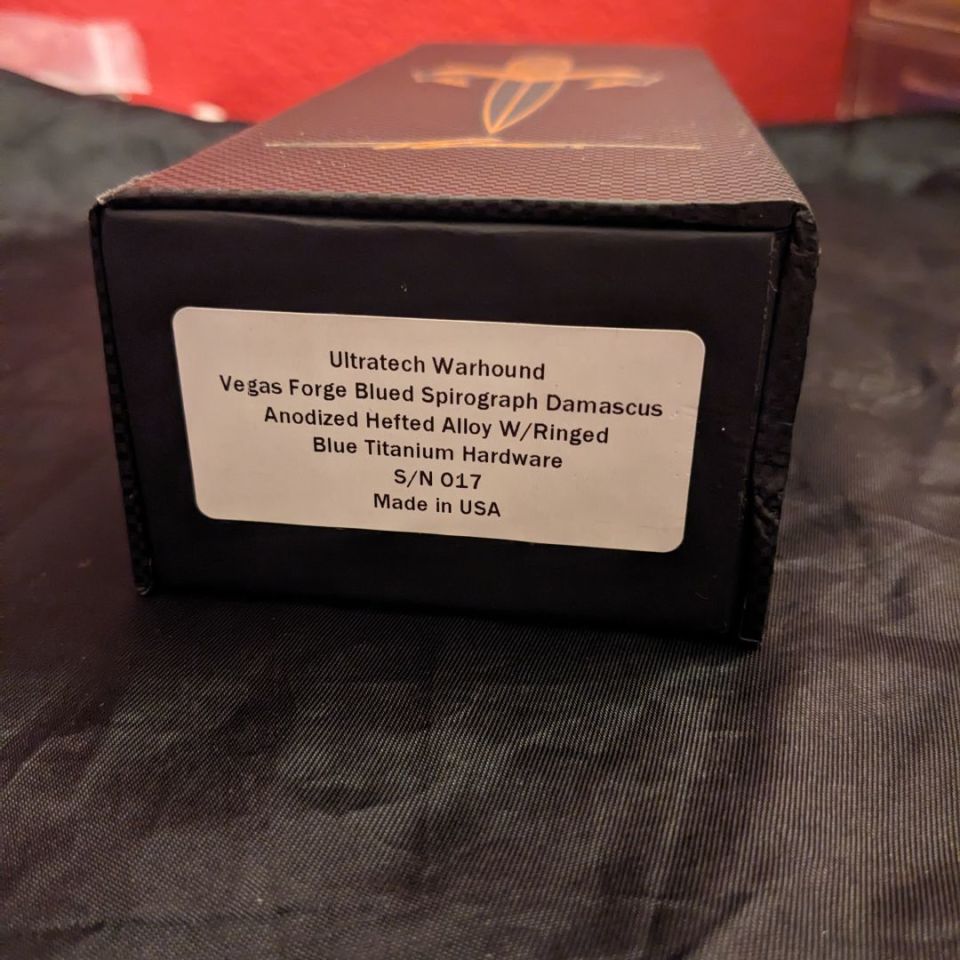 Ultratech Warhound
Vegas Forge Blued Spirograph Damascus
Anodized Hefted Alloy W/Ringed
Blue Titanium Hardware
S/N 017
Made in USA